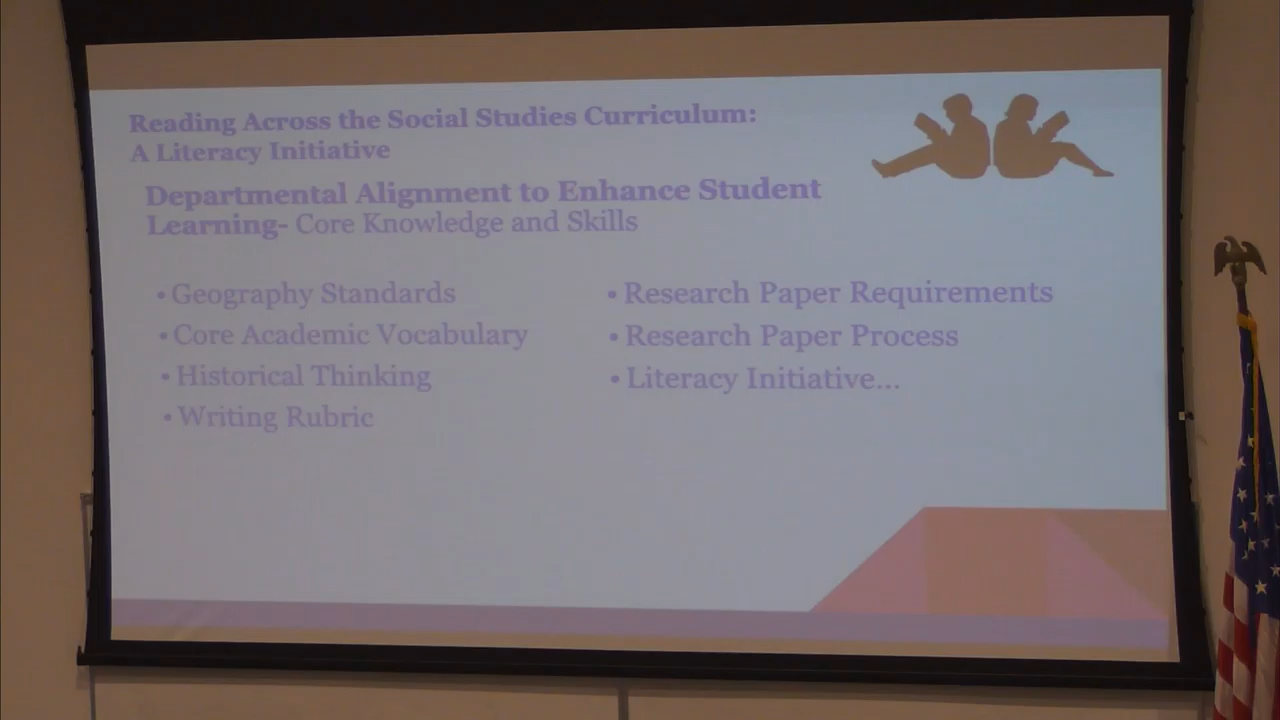 Reading Across the Social Studies Curriculum:
A Literacy Initiative
Departmental Alignment to Enhance Student
Learning- Core Knowledge and Skills
• Geography Standards
• Core Academic Vocabulary
• Historical Thinking
• Writing Rubric
• Research Paper Requirements
• Research Paper Process
• Literacy Initiative...